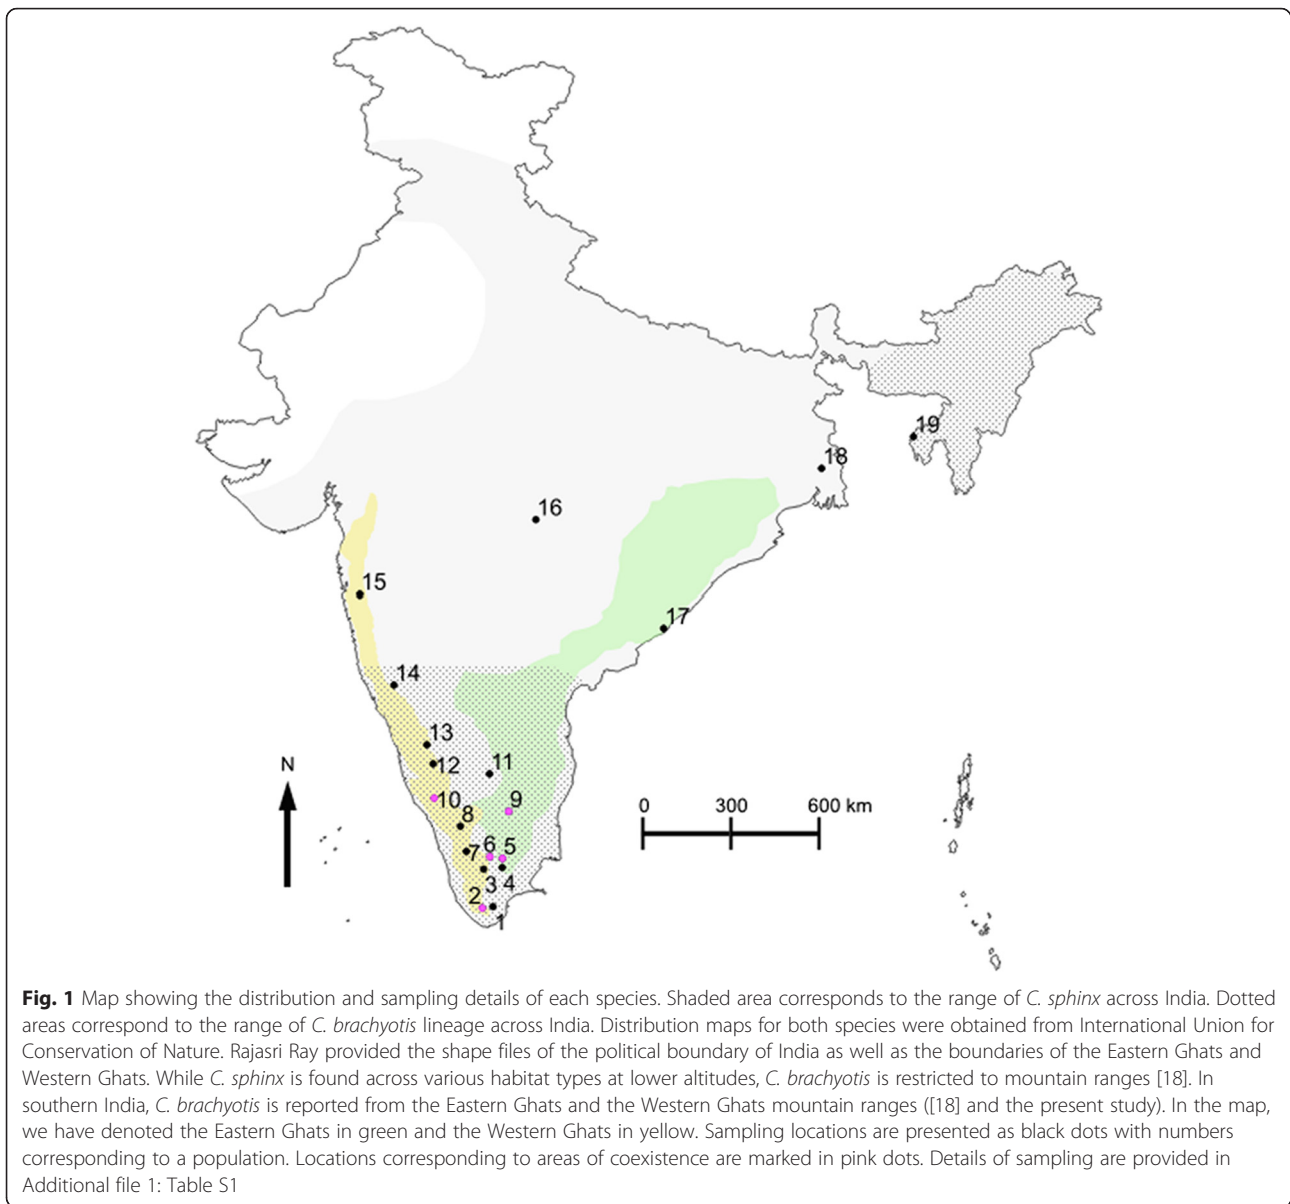 19
18
16
15
17
14
13
12
11
10
9
8
7
6
5
3
4
2
1
N
0 300 600 km
Fig. 1 Map showing the distribution and sampling details of each species. Shaded area corresponds to the range of C. sphinx across India. Dotted
areas correspond to the range of C. brachyotis lineage across India. Distribution maps for both species were obtained from International Union for
Conservation of Nature. Rajasri Ray provided the shape files of the political boundary of India as well as the boundaries of the Eastern Ghats and
Western Ghats. While C. sphinx is found across various habitat types at lower altitudes, C. brachyotis is restricted to mountain ranges [18]. In
southern India, C. brachyotis is reported from the Eastern Ghats and the Western Ghats mountain ranges ([18] and the present study). In the map,
we have denoted the Eastern Ghats in green and the Western Ghats in yellow. Sampling locations are presented as black dots with numbers
corresponding to a population. Locations corresponding to areas of coexistence are marked in pink dots. Details of sampling are provided in
Additional file 1: Table S1